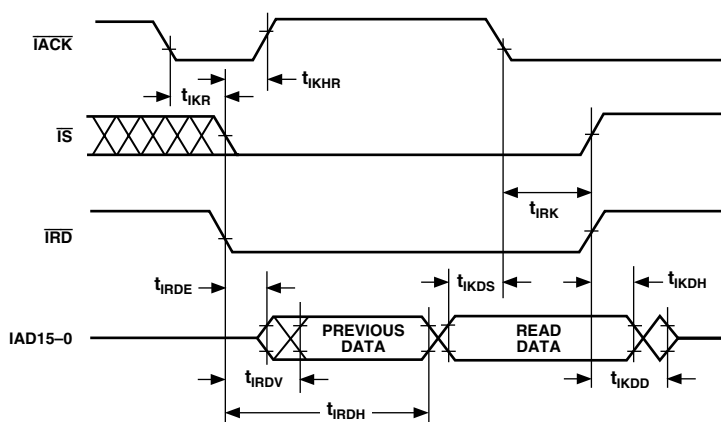 IACK
tIKHR
tIKR
IS
tIRK
IRD
tIRDE
tIKDS
tIKDH
IAD15–0
PREVIOUS
DATA
READ
DATA
tIRDV
tIKDD
tIRDH